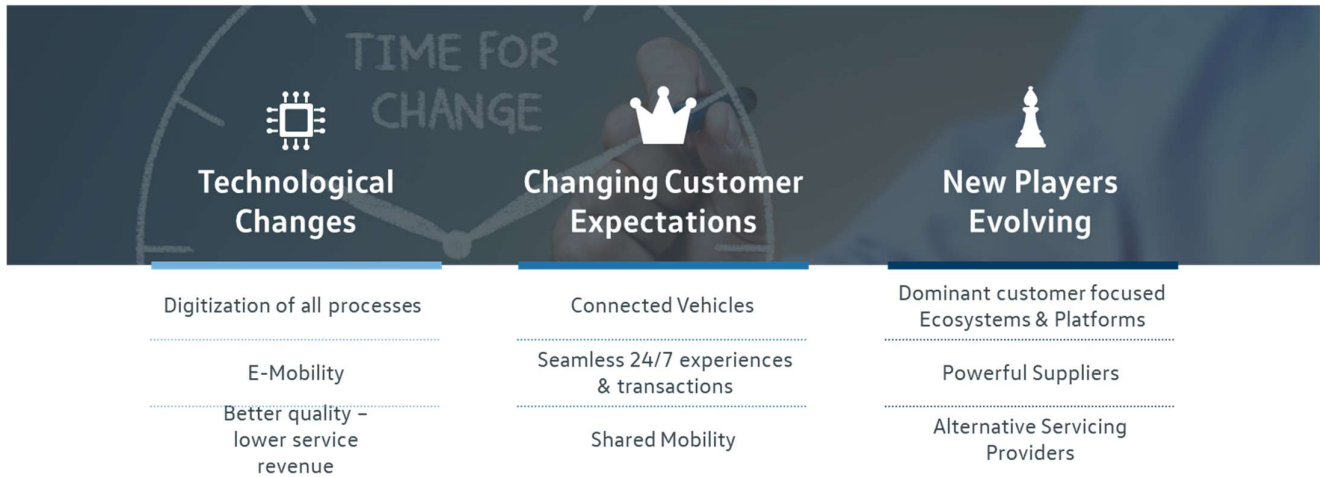 TIME FOR
CHANGE
Technological
Changes
Digitization of all processes
E-Mobility
Better quality –
lower service
revenue
Changing Customer
Expectations
Connected Vehicles
Seamless 24/7 experiences
& transactions
Shared Mobility
New Players
Evolving
Dominant customer focused
Ecosystems & Platforms
Powerful Suppliers
Alternative Servicing
Providers